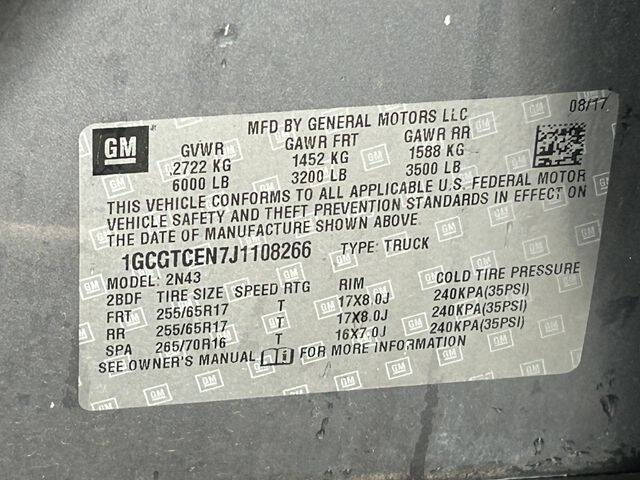 08/17
MFD BY GENERAL MOTORS LLC
GM
GVWR GAWR FRT GAWR RR
2722 KG 1452 KG 1588 KG
6000 LB 3200 LB 3500 LB
THIS VEHICLE CONFORMS TO ALL APPLICABLE U.S. FEDERAL MOTOR
VEHICLE SAFETY AND THEFT PREVENTION STANDARDS IN EFFECT ON
THE DATE OF MANUFACTURE SHOWN ABOVE.
1GCGTCEN7J1108266 TYPE: TRUCK
MODEL: 2N43
2BDF TIRE SIZE SPEED RTG RIM COLD TIRE PRESSURE
FRT 255/65R17 T 17X8.0J 240KPA(35PSI)
RR 255/65R17 T 17X8.0J 240KPA(35PSI)
SPA 265/70R16 T 16X7.0J 240KPA(35PSI)
SEE OWNER'S MANUAL FOR MORE INFORMATION